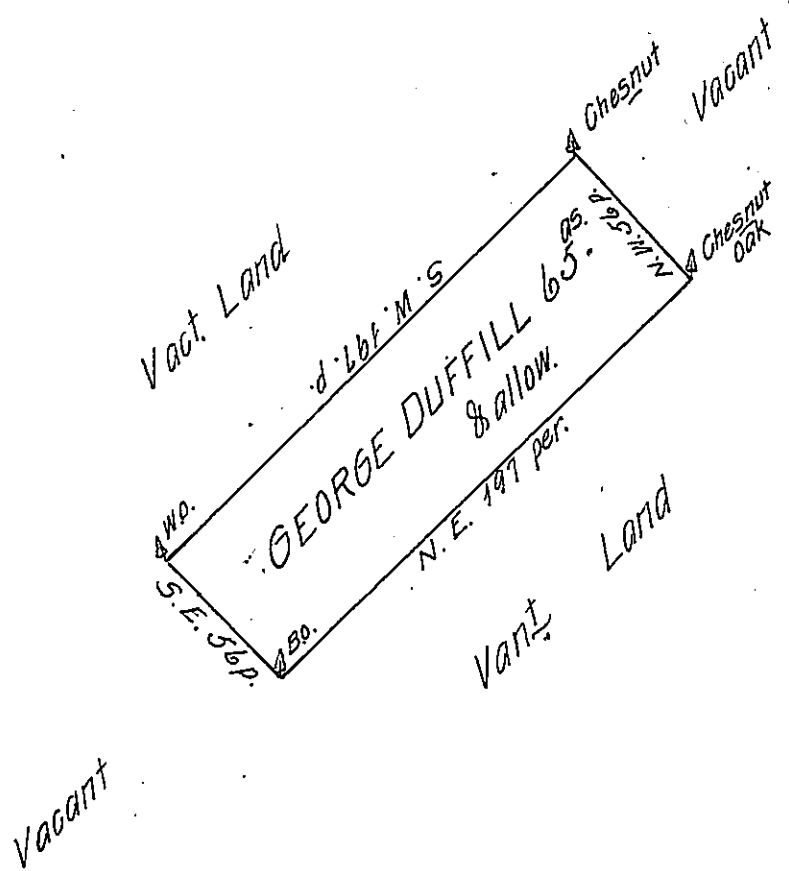 Chesnut
Vacant
Chesnut
Oak
N.W. 56 p.
Vact. Land
S. W. 197. p.
GEORGE DUFFILL 65. as.
& allow.
N. E. 197 per.
W.O.
S. E. 56 p.
B.O.
Vant Land
Vacant